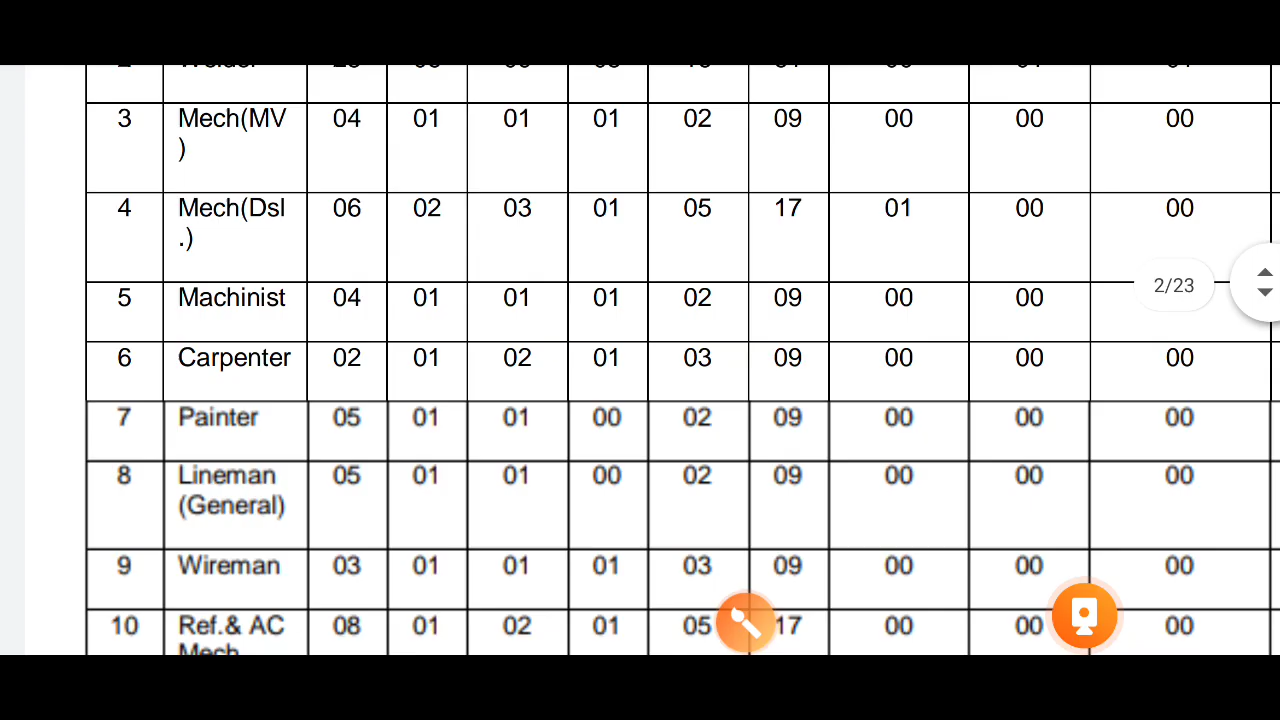 3 Mech(MV 04 01 01 01 02 09 00 00 00
)
4 Mech(Dsl 06 02 03 01 05 17 01 00 00
.)
2/23
5 Machinist 04 01 01 01 02 09 00 00
6 Carpenter 02 01 02 01 03 09 00 00 00
7 Painter 05 01 01 00 02 09 00 00 00
8 Lineman 05 01 01 00 02 09 00 00 00
(General)
9 Wireman 03 01 01 01 03 09 00 00 00
10 Ref.& AC 08 01 02 01 05 17 00 00 00
Mech